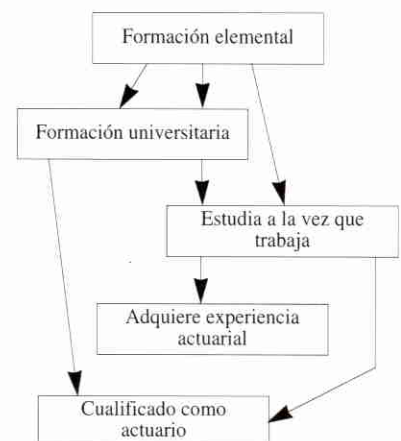 Formación elemental
Formación universitaria
Estudia a la vez que
trabaja
Adquiere experiencia
actuarial
Cualificado como
actuario